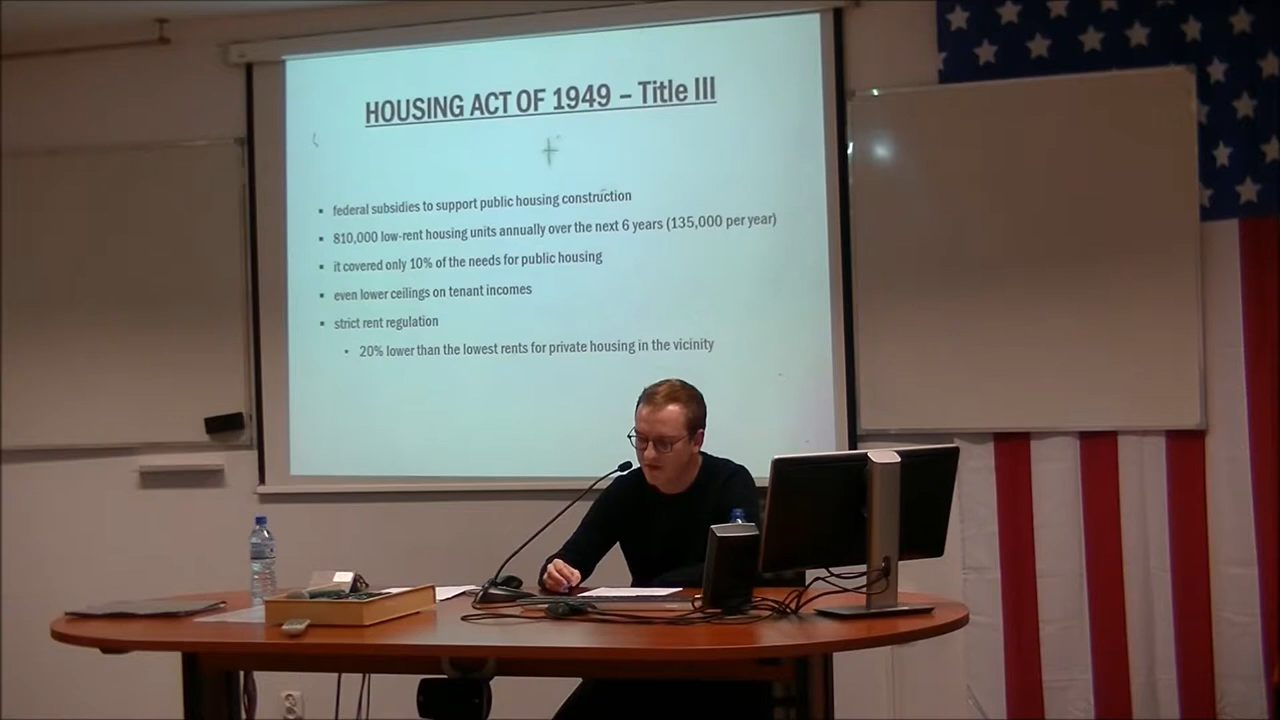 HOUSING ACT OF 1949 – Title III
▪ federal subsidies to support public housing construction
▪ 810,000 low-rent housing units annually over the next 6 years (135,000 per year)
▪ it covered only 10% of the needs for public housing
▪ even lower ceilings on tenant incomes
▪ strict rent regulation
▪ 20% lower than the lowest rents for private housing in the vicinity